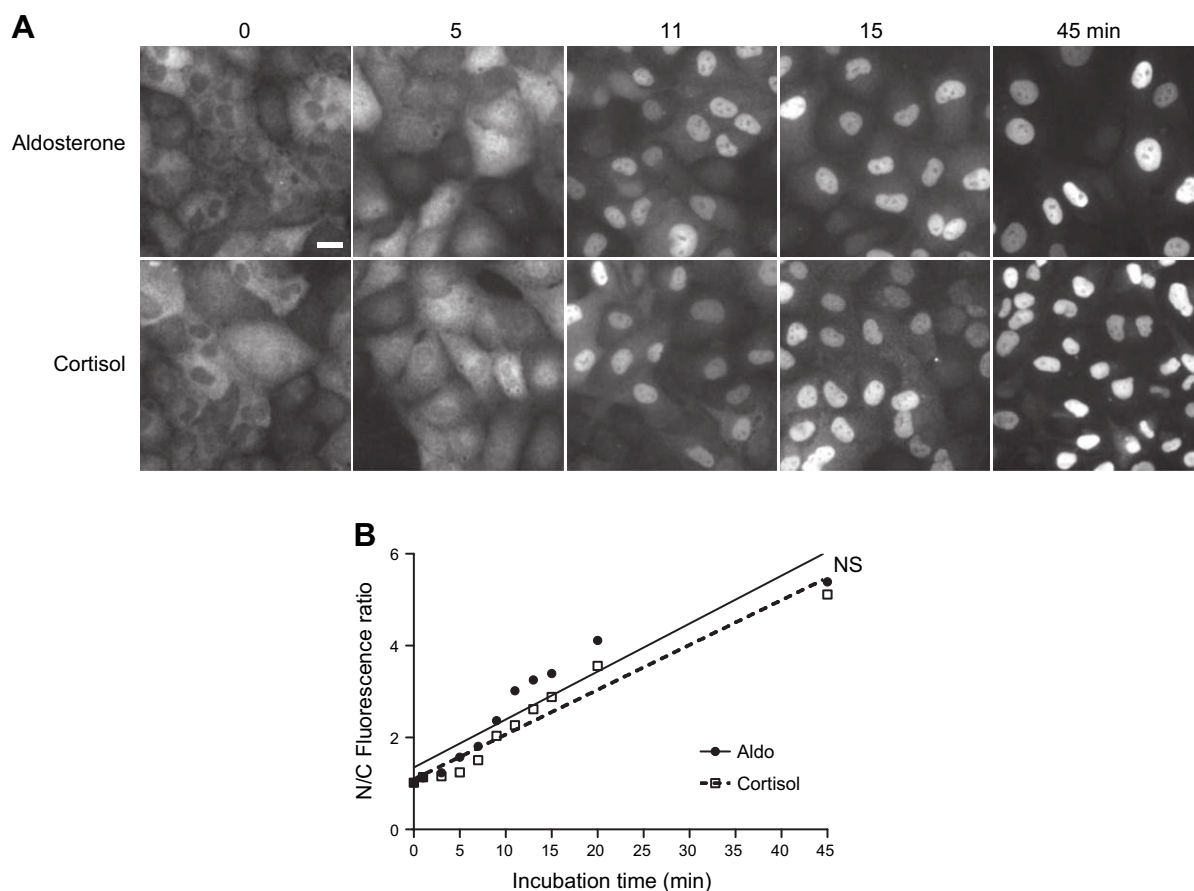 A
0 5 11 15 45 min
Aldosterone
Cortisol
B
6
4
2
0
N/C Fluorescence ratio
NS
Aldo
Cortisol
0 5 10 15 20 25 30 35 40 45
Incubation time (min)